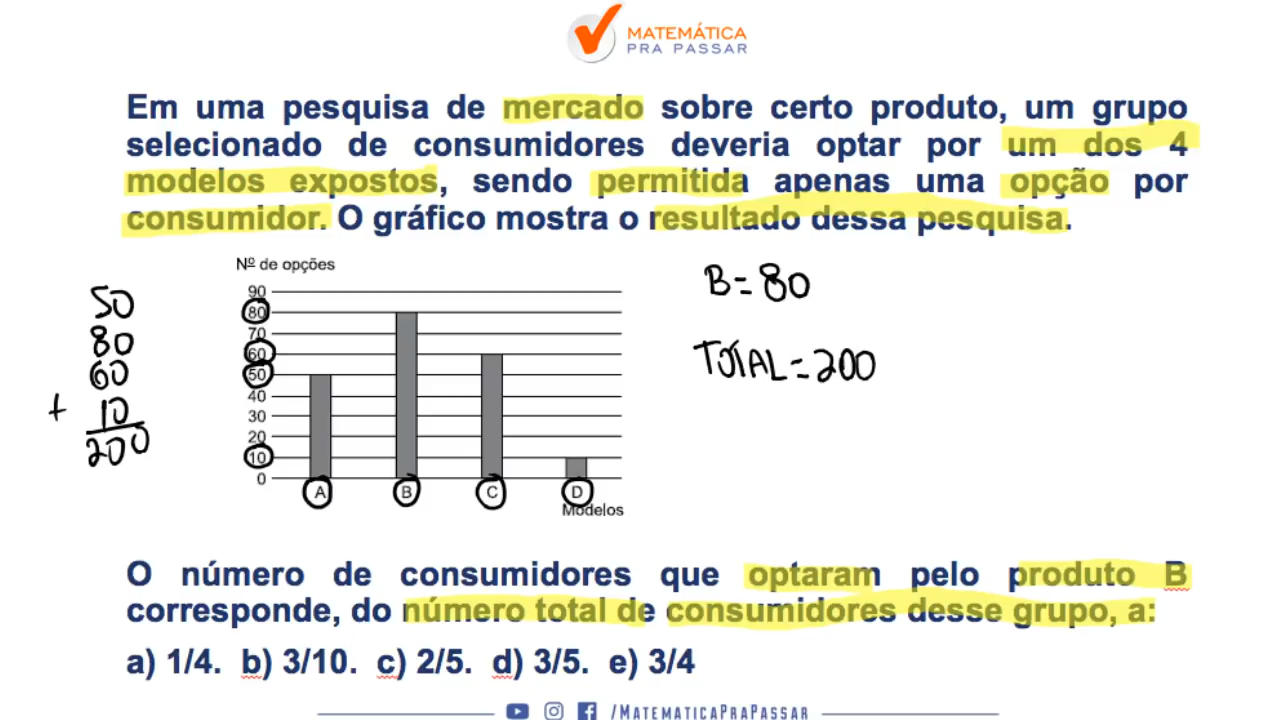 MATEMÁTICA
PRA PASSAR
Em uma pesquisa de mercado sobre certo produto, um grupo
selecionado de consumidores deveria optar por um dos 4
modelos expostos, sendo permitida apenas uma opção por
consumidor. O gráfico mostra o resultado dessa pesquisa.
Nº de opções
90
80
70
60
50
40
30
20
10
0
A B C D
Modelos
50
80
60
+ 10
200
B = 80
TOTAL = 200
O número de consumidores que optaram pelo produto B
corresponde, do número total de consumidores desse grupo, a:
a) 1/4. b) 3/10. c) 2/5. d) 3/5. e) 3/4
/MATEMATICAPRAPASSAR